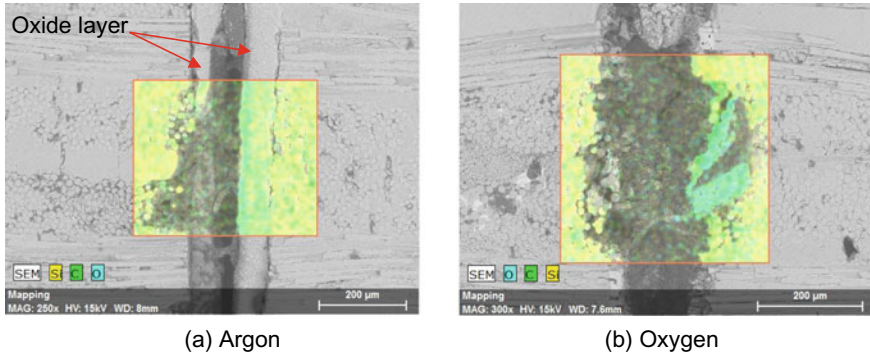 Oxide layer
SEM Si C O
Mapping
MAG: 250x HV: 15kV WD: 8mm
200 µm
SEM O C Si
Mapping
MAG: 300x HV: 15kV WD: 7.6mm
200 µm
(a) Argon
(b) Oxygen